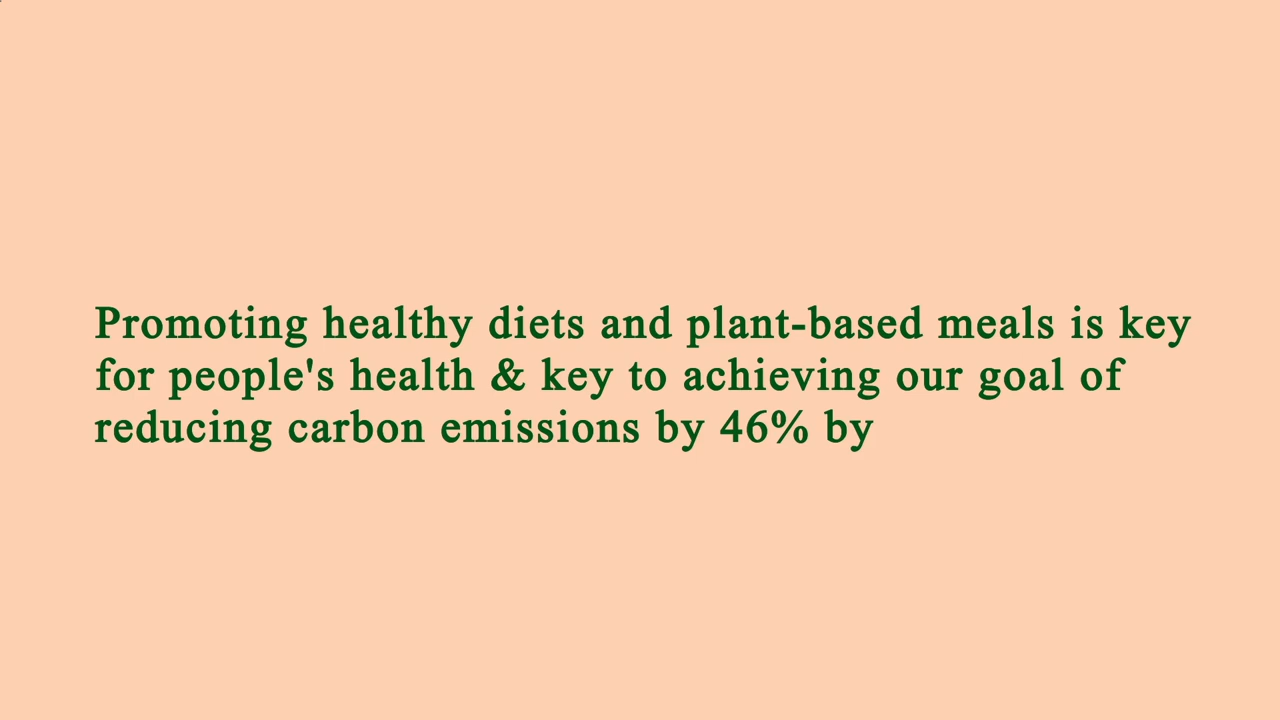 Promoting healthy diets and plant-based meals is key
for people's health & key to achieving our goal of
reducing carbon emissions by 46% by